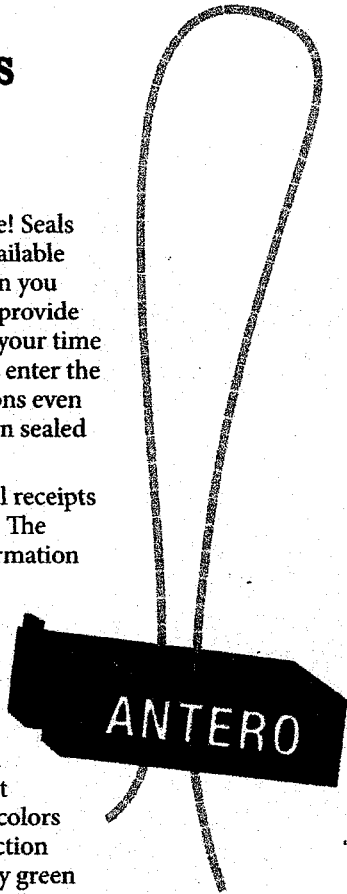 s
e! Seals
ailable
n you
provide
your time
enter the
ons even
n sealed
l receipts
The
rmation
ANTERO
t
colors
ction
y green